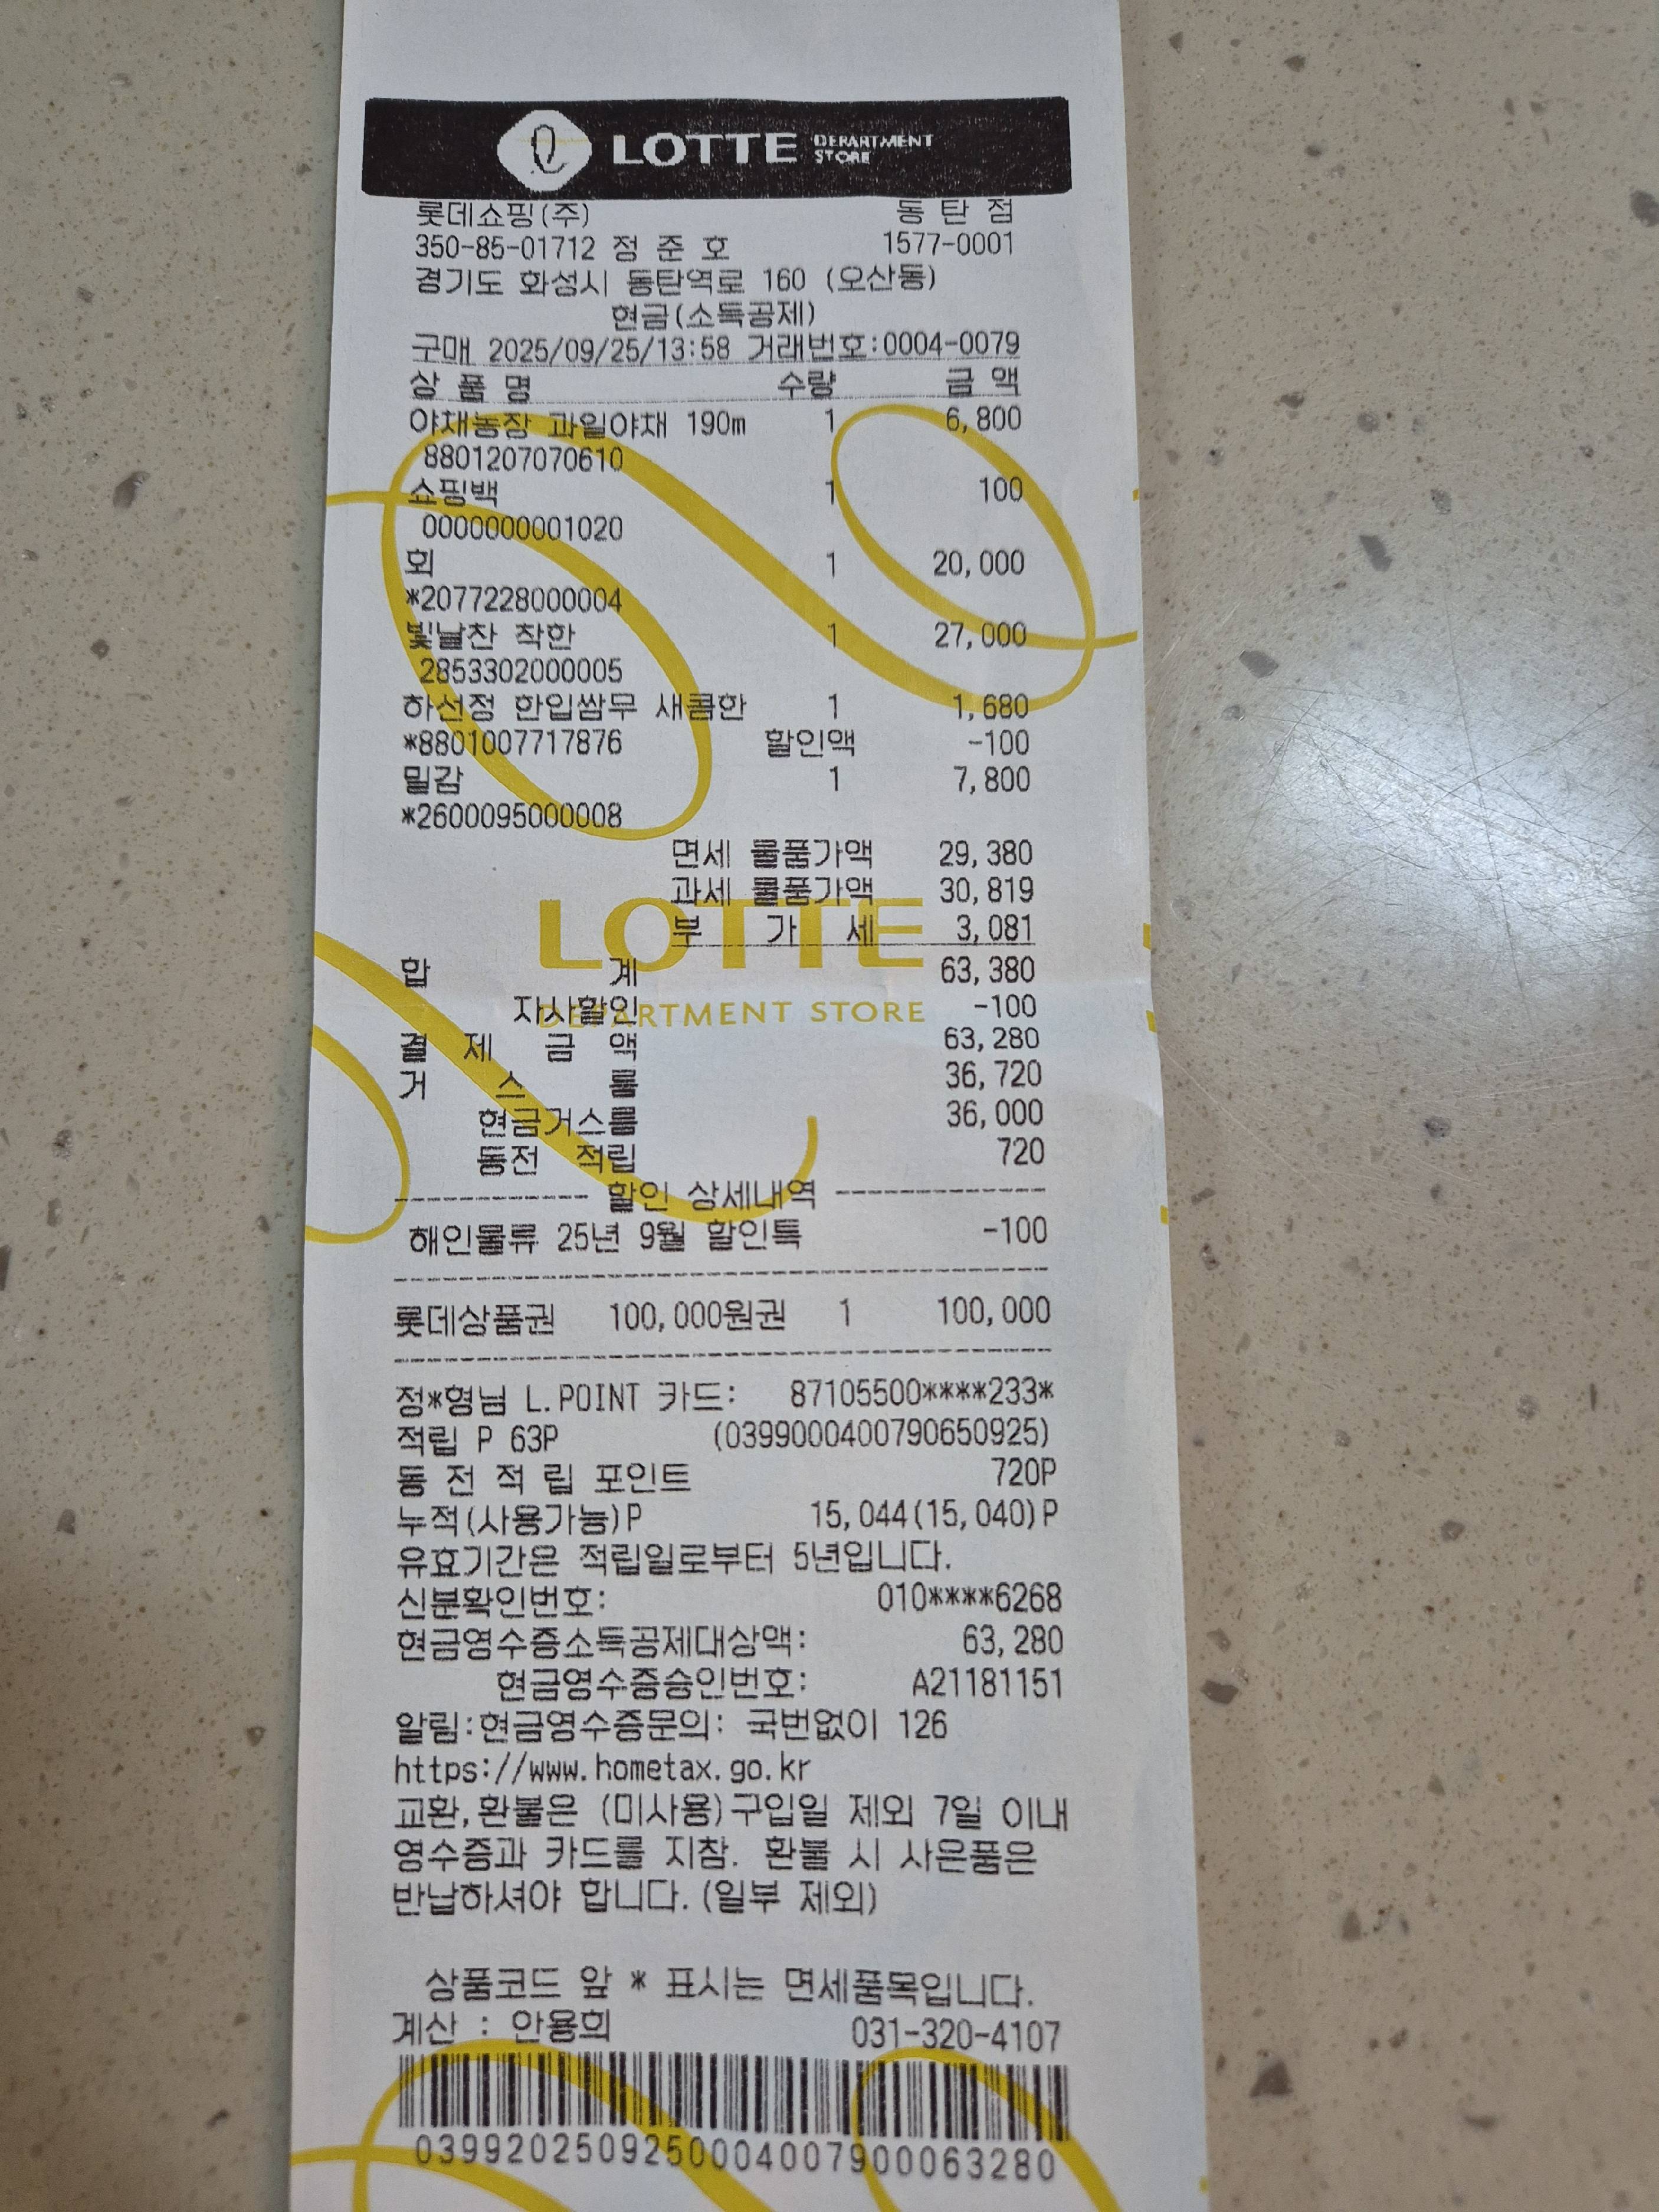 LOTTE DEPARTMENT STORE
롯데쇼핑(주) 동 탄 점
350-85-01712 정 준 호 1577-0001
경기도 화성시 동탄역로 160 (오산동)
현금(소득공제)
구매 2025/09/25/13:58 거래번호:0004-0079
상 품 명 수량 금 액
야채농장 과일야채 190m 1 6,800
8801207070610
쇼핑백 1 100
0000000001020
회 1 20,000
*2077228000004
빛날찬 착한 1 27,000
2853302000005
하선정 한입쌈무 새콤한 1 1,680
*8801007717876 할인액 -100
밀감 1 7,800
*2600095000008
면세 물품가액 29,380
과세 물품가액 30,819
부 가 세 3,081
LOTTE
합 계 63,380
자사할인 -100
DEPARTMENT STORE
결 제 금 액 63,280
거 스 름 36,720
현금거스름 36,000
동전 적립 720
할인 상세내역
해인물류 25년 9월 할인특 -100
롯데상품권 100,000원권 1 100,000
정*형님 L.POINT 카드: 87105500****233*
적립 P 63P (0399000400790650925)
동 전 적 립 포인트 720P
누적(사용가능)P 15,044(15,040)P
유효기간은 적립일로부터 5년입니다.
신분확인번호: 010****6268
현금영수증소득공제대상액: 63,280
현금영수증승인번호: A21181151
알림:현금영수증문의: 국번없이 126
https://www.hometax.go.kr
교환,환불은 (미사용)구입일 제외 7일 이내
영수증과 카드를 지참. 환불 시 사은품은
반납하셔야 합니다.(일부 제외)
상품코드 앞 * 표시는 면세품목입니다.
계산 : 안용희 031-320-4107
0399202509250004007900063280